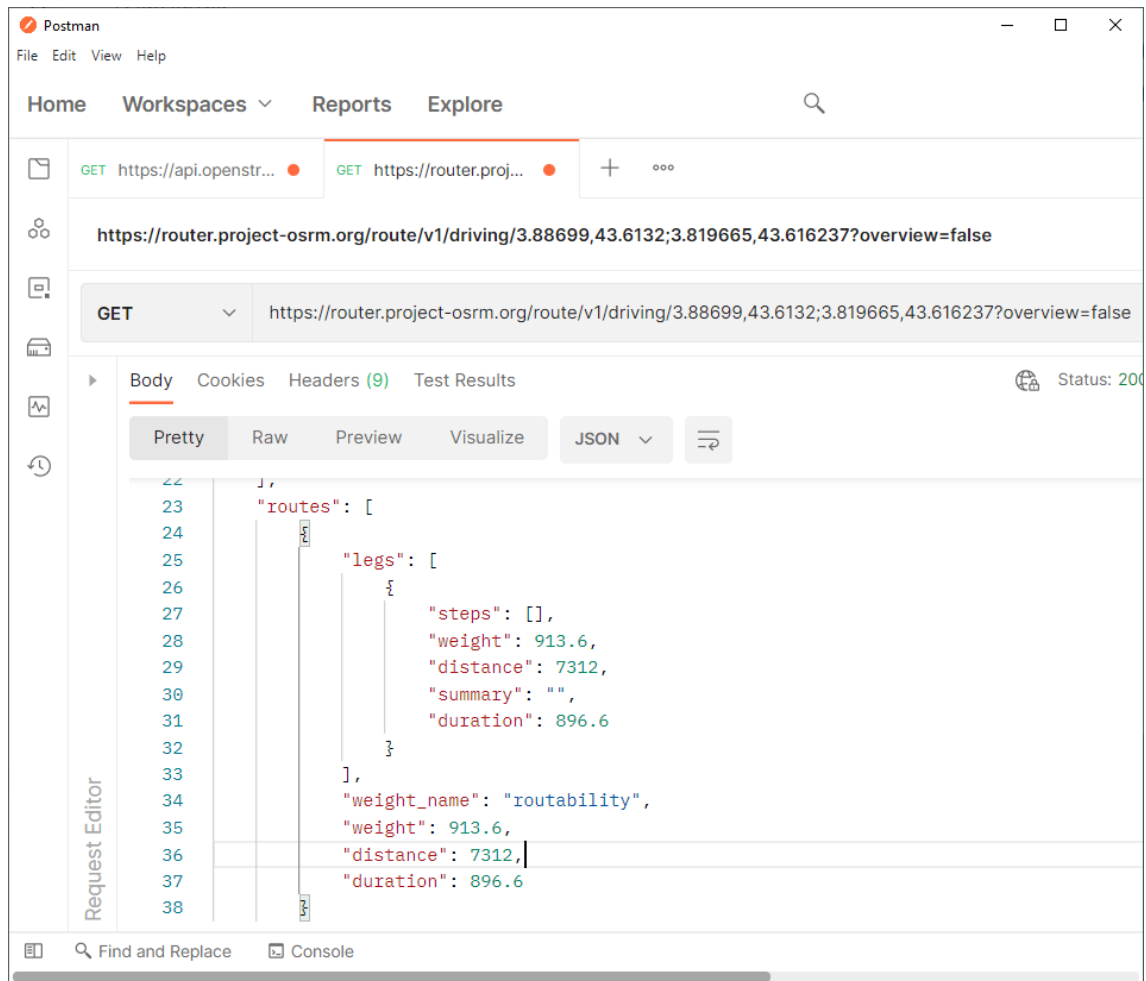 Postman
File Edit View Help
Home Workspaces Reports Explore
GET https://api.openstr... GET https://router.proj...
https://router.project-osrm.org/route/v1/driving/3.88699,43.6132;3.819665,43.616237?overview=false
GET https://router.project-osrm.org/route/v1/driving/3.88699,43.6132;3.819665,43.616237?overview=false
Body Cookies Headers (9) Test Results Status: 200
Pretty Raw Preview Visualize JSON
22 ],
23 "routes": [
24 {
25 "legs": [
26 {
27 "steps": [],
28 "weight": 913.6,
29 "distance": 7312,
30 "summary": "",
31 "duration": 896.6
32 }
33 ],
34 "weight_name": "routability",
35 "weight": 913.6,
36 "distance": 7312,
37 "duration": 896.6
38 }
Request Editor
Find and Replace Console